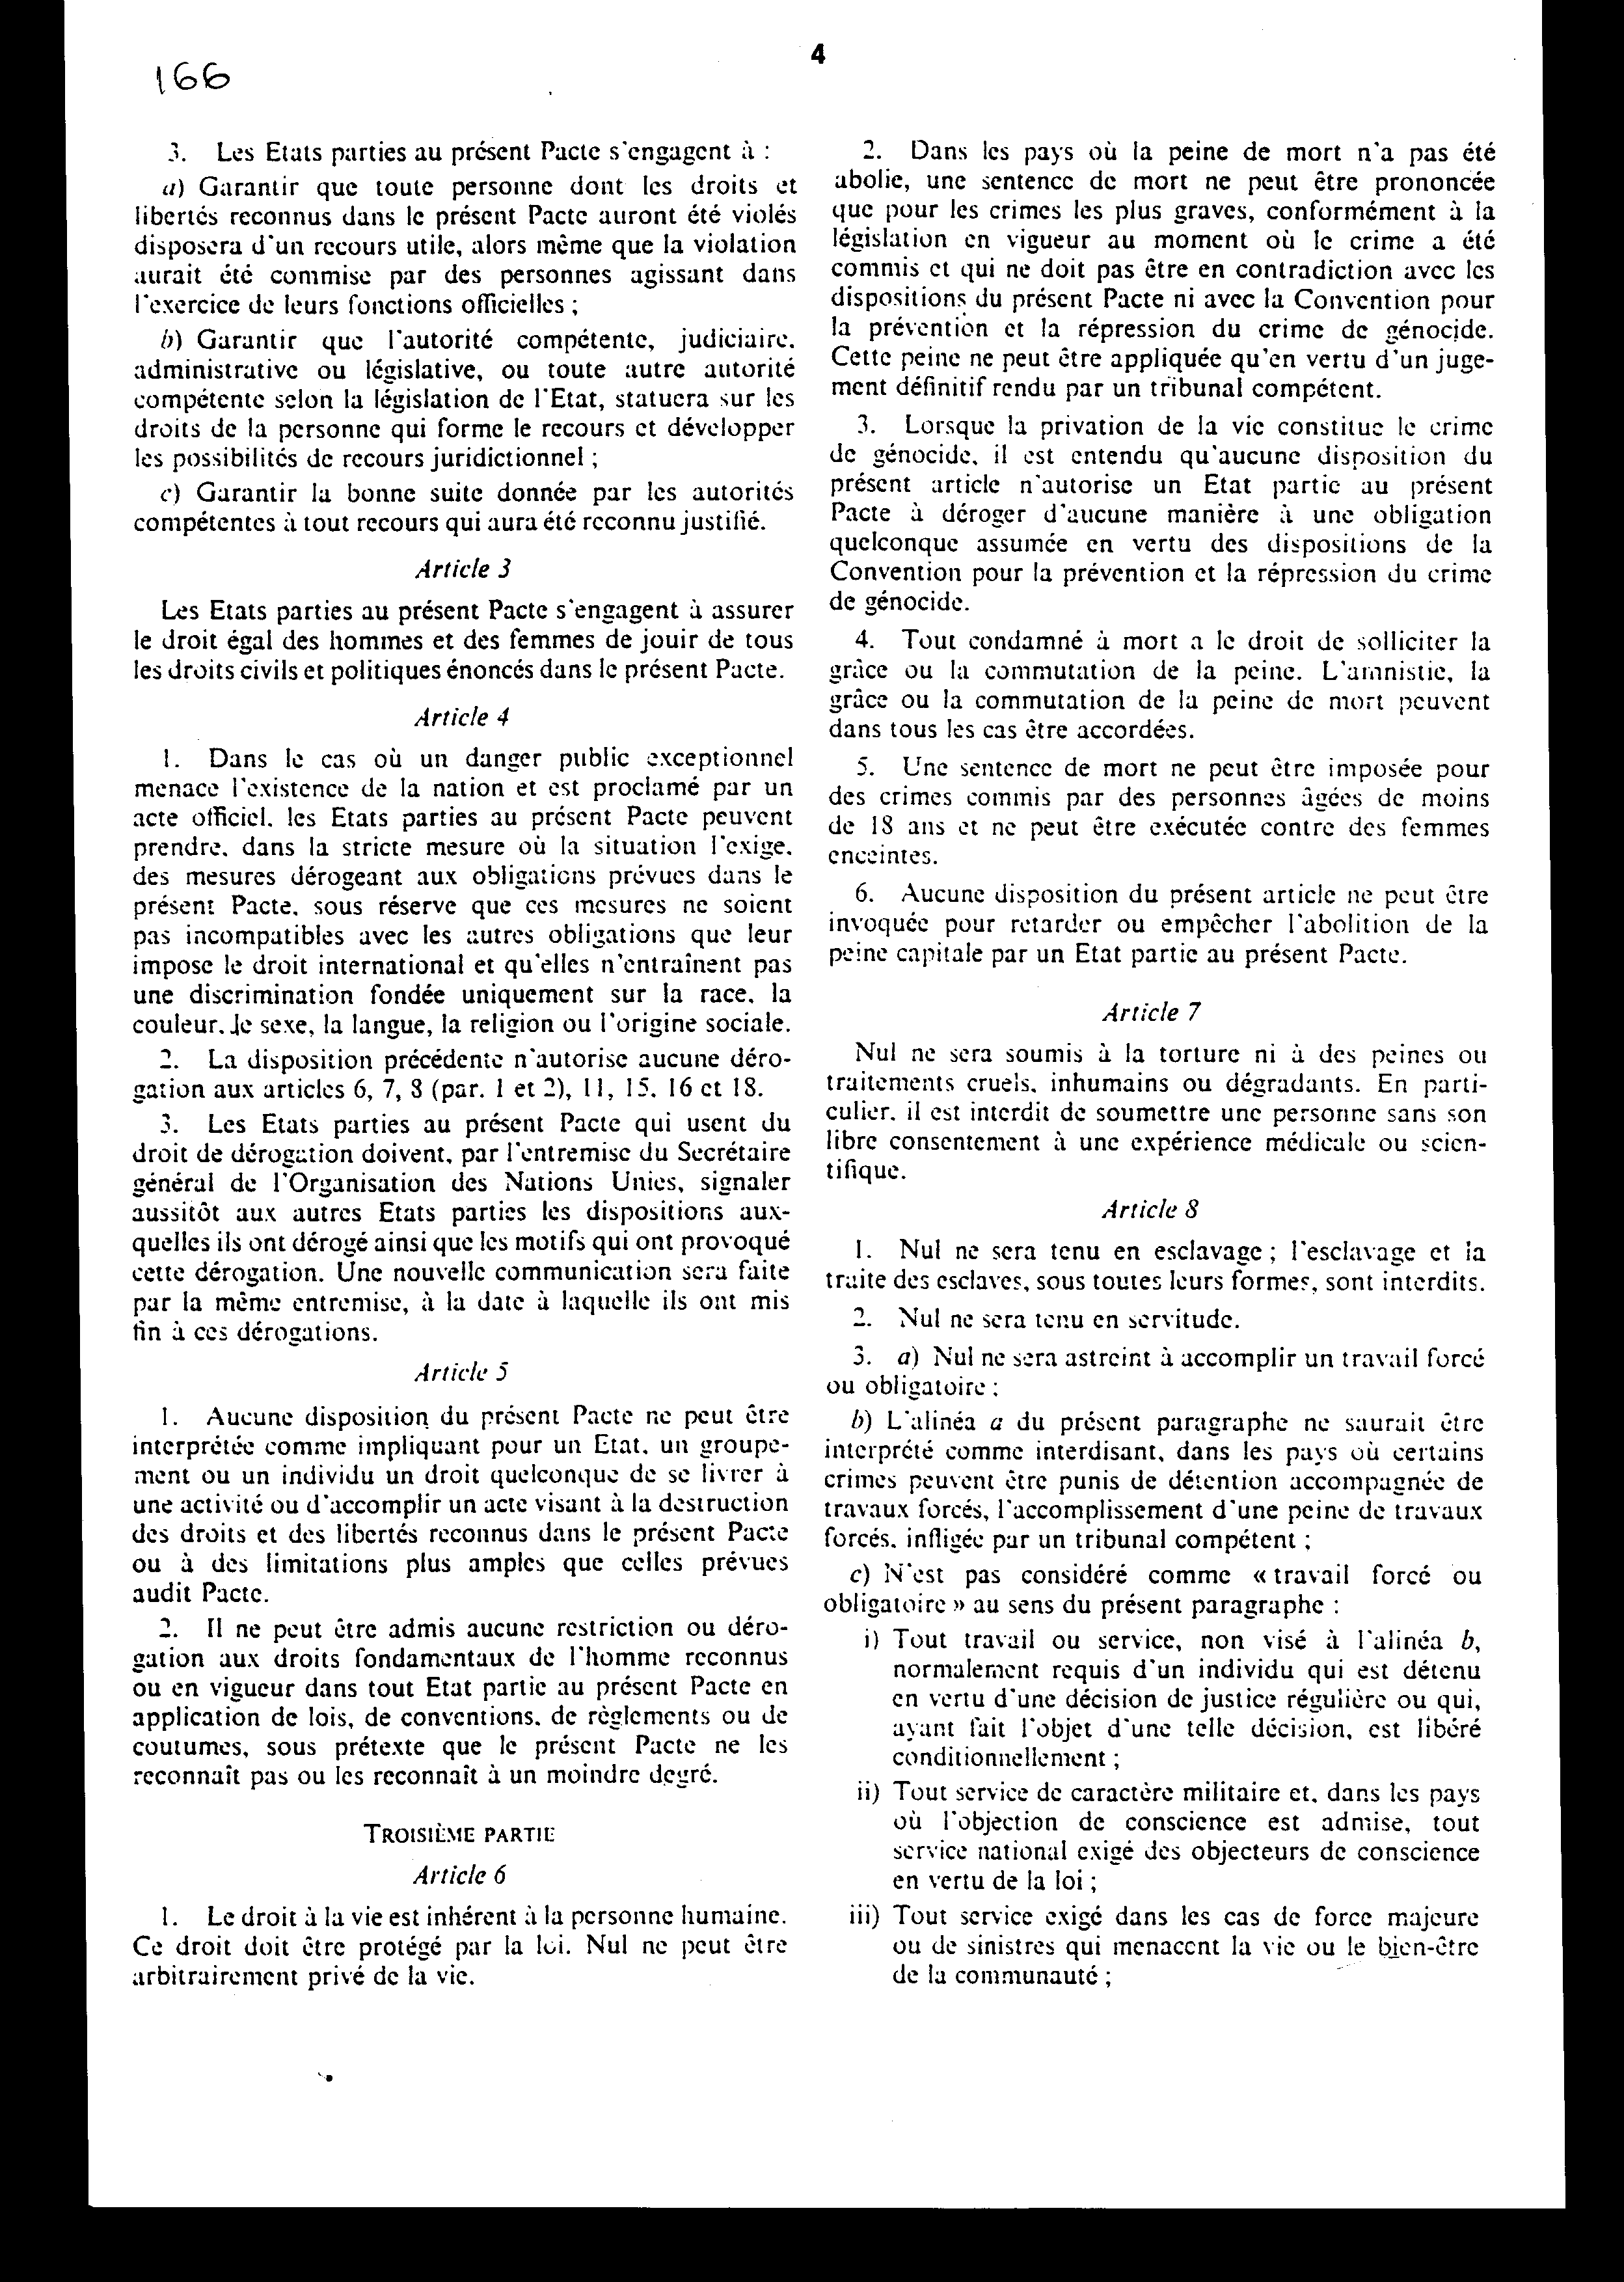 4
166
3. Les Etats parties au présent Pacte s'engagent à :
a) Garantir que toute personne dont les droits et
libertés reconnus dans le présent Pacte auront été violés
disposera d'un recours utile, alors même que la violation
aurait été commise par des personnes agissant dans
l'exercice de leurs fonctions officielles ;
b) Garantir que l'autorité compétente, judiciaire,
administrative ou législative, ou toute autre autorité
compétente selon la législation de l'Etat, statuera sur les
droits de la personne qui forme le recours et développer
les possibilités de recours juridictionnel ;
c) Garantir la bonne suite donnée par les autorités
compétentes à tout recours qui aura été reconnu justifié.
Article 3
Les Etats parties au présent Pacte s'engagent à assurer
le droit égal des hommes et des femmes de jouir de tous
les droits civils et politiques énoncés dans le présent Pacte.
Article 4
1. Dans le cas où un danger public exceptionnel
menace l'existence de la nation et est proclamé par un
acte officiel, les Etats parties au présent Pacte peuvent
prendre, dans la stricte mesure où la situation l'exige,
des mesures dérogeant aux obligations prévues dans le
présent Pacte, sous réserve que ces mesures ne soient
pas incompatibles avec les autres obligations que leur
impose le droit international et qu'elles n'entraînent pas
une discrimination fondée uniquement sur la race, la
couleur, le sexe, la langue, la religion ou l'origine sociale.
2. La disposition précédente n'autorise aucune déro-
gation aux articles 6, 7, 8 (par. 1 et 2), 11, 15, 16 et 18.
3. Les Etats parties au présent Pacte qui usent du
droit de dérogation doivent, par l'entremise du Secrétaire
général de l'Organisation des Nations Unies, signaler
aussitôt aux autres Etats parties les dispositions aux-
quelles ils ont dérogé ainsi que les motifs qui ont provoqué
cette dérogation. Une nouvelle communication sera faite
par la même entremise, à la date à laquelle ils ont mis
fin à ces dérogations.
Article 5
1. Aucune disposition du présent Pacte ne peut être
interprétée comme impliquant pour un Etat, un groupe-
ment ou un individu un droit quelconque de se livrer à
une activité ou d'accomplir un acte visant à la destruction
des droits et des libertés reconnus dans le présent Pacte
ou à des limitations plus amples que celles prévues
audit Pacte.
2. Il ne peut être admis aucune restriction ou déro-
gation aux droits fondamentaux de l'homme reconnus
ou en vigueur dans tout Etat partie au présent Pacte en
application de lois, de conventions, de règlements ou de
coutumes, sous prétexte que le présent Pacte ne les
reconnaît pas ou les reconnaît à un moindre degré.
TROISIÈME PARTIE
Article 6
1. Le droit à la vie est inhérent à la personne humaine.
Ce droit doit être protégé par la loi. Nul ne peut être
arbitrairement privé de la vie.
2. Dans les pays où la peine de mort n'a pas été
abolie, une sentence de mort ne peut être prononcée
que pour les crimes les plus graves, conformément à la
législation en vigueur au moment où le crime a été
commis et qui ne doit pas être en contradiction avec les
dispositions du présent Pacte ni avec la Convention pour
la prévention et la répression du crime de génocide.
Cette peine ne peut être appliquée qu'en vertu d'un juge-
ment définitif rendu par un tribunal compétent.
3. Lorsque la privation de la vie constitue le crime
de génocide, il est entendu qu'aucune disposition du
présent article n'autorise un Etat partie au présent
Pacte à déroger d'aucune manière à une obligation
quelconque assumée en vertu des dispositions de la
Convention pour la prévention et la répression du crime
de génocide.
4. Tout condamné à mort a le droit de solliciter la
grâce ou la commutation de la peine. L'amnistie, la
grâce ou la commutation de la peine de mort peuvent
dans tous les cas être accordées.
5. Une sentence de mort ne peut être imposée pour
des crimes commis par des personnes âgées de moins
de 18 ans et ne peut être exécutée contre des femmes
enceintes.
6. Aucune disposition du présent article ne peut être
invoquée pour retarder ou empêcher l'abolition de la
peine capitale par un Etat partie au présent Pacte.
Article 7
Nul ne sera soumis à la torture ni à des peines ou
traitements cruels, inhumains ou dégradants. En parti-
culier, il est interdit de soumettre une personne sans son
libre consentement à une expérience médicale ou scien-
tifique.
Article 8
1. Nul ne sera tenu en esclavage ; l'esclavage et la
traite des esclaves, sous toutes leurs formes, sont interdits.
2. Nul ne sera tenu en servitude.
3. a) Nul ne sera astreint à accomplir un travail forcé
ou obligatoire ;
b) L'alinéa a du présent paragraphe ne saurait être
interprété comme interdisant, dans les pays où certains
crimes peuvent être punis de détention accompagnée de
travaux forcés, l'accomplissement d'une peine de travaux
forcés, infligée par un tribunal compétent ;
c) N'est pas considéré comme « travail forcé ou
obligatoire » au sens du présent paragraphe :
i) Tout travail ou service, non visé à l'alinéa b,
normalement requis d'un individu qui est détenu
en vertu d'une décision de justice régulière ou qui,
ayant fait l'objet d'une telle décision, est libéré
conditionnellement ;
ii) Tout service de caractère militaire et, dans les pays
où l'objection de conscience est admise, tout
service national exigé des objecteurs de conscience
en vertu de la loi ;
iii) Tout service exigé dans les cas de force majeure
ou de sinistres qui menacent la vie ou le bien-être
de la communauté ;